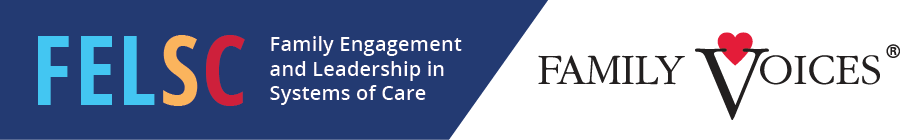 FELSC
Family Engagement
and Leadership in
Systems of Care
FAMILY VOICES®